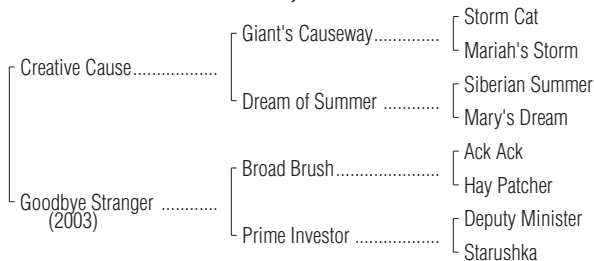 Giant's Causeway.............. Storm Cat
Mariah's Storm
Creative Cause..................
Dream of Summer ............ Siberian Summer
Mary's Dream
Broad Brush...................... Ack Ack
Hay Patcher
Goodbye Stranger ............
(2003)
Prime Investor .................. Deputy Minister
Starushka